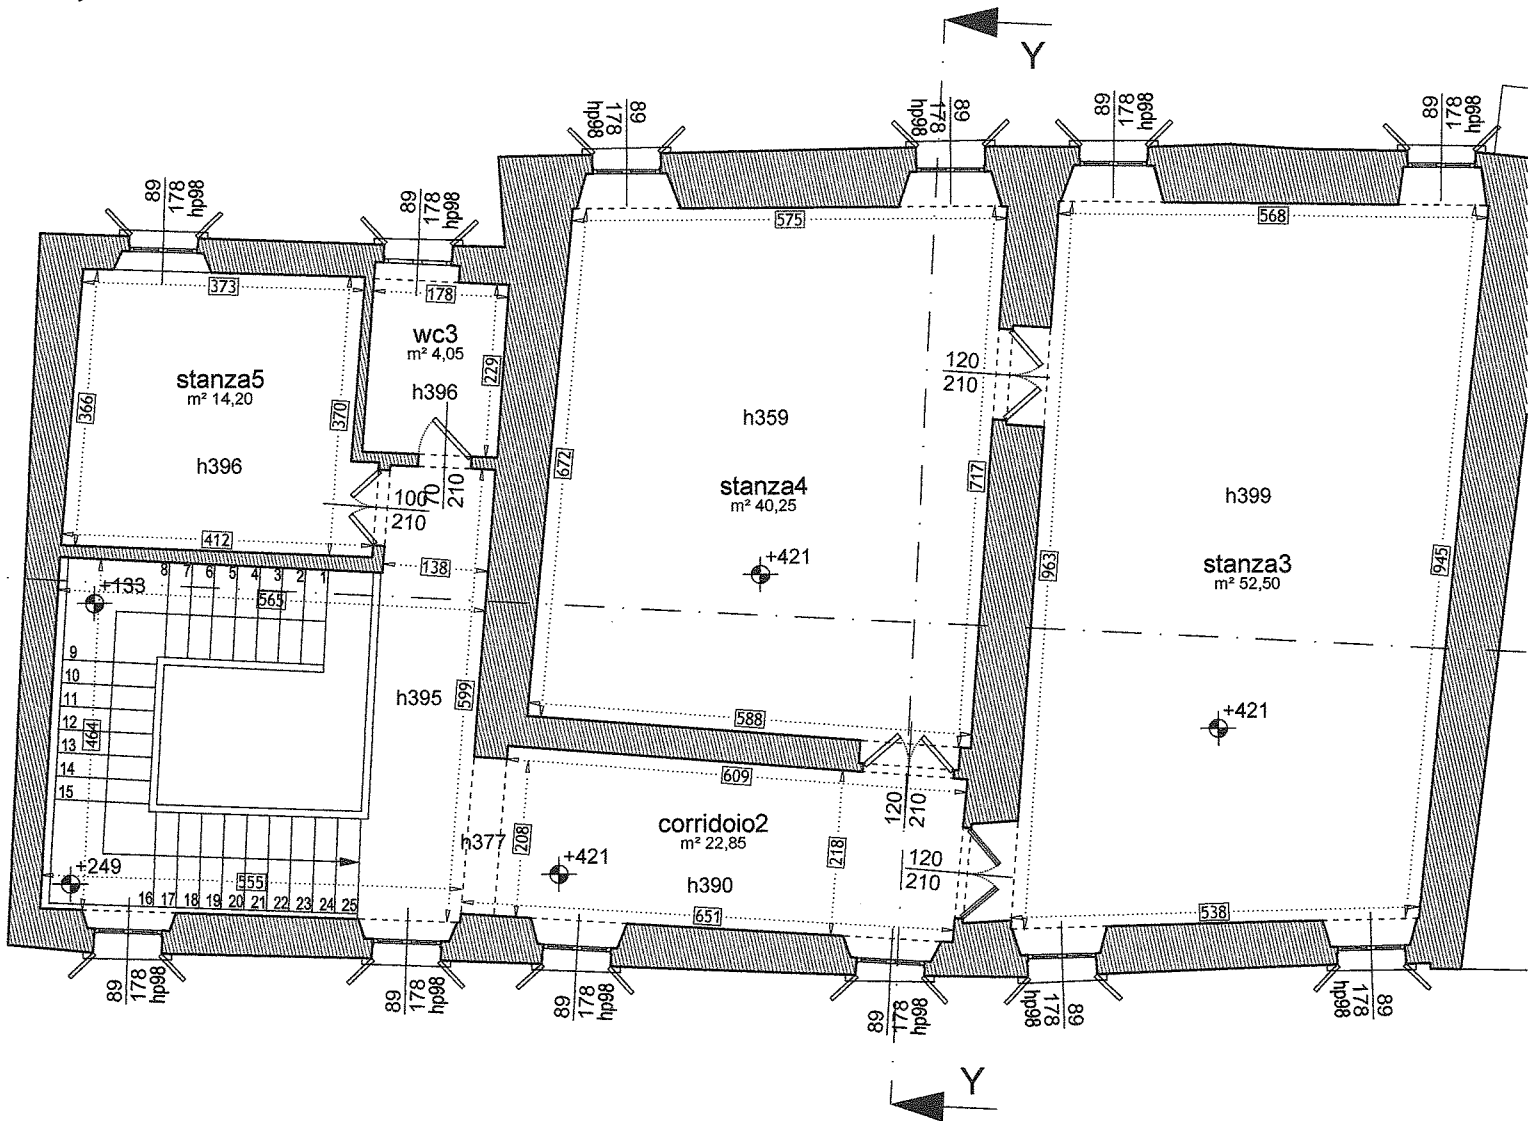 Y
89
178
hp98
89
178
hp98
89
178
hp98
89
178
hp98
89
178
hp98
89
178
hp98
575
568
373
178
wc3
m² 4,05
h396
229
stanza5
m² 14,20
h396
366
370
412
100
210
70
210
138
120
210
h359
672
717
stanza4
m² 40,25
+421
588
h399
963
945
stanza3
m² 52,50
+421
+133
8
7
6
5
4
3
2
1
565
9
10
11
12
13
14
15
464
h395
599
609
120
210
corridoio2
m² 22,85
208
218
h377
+421
h390
120
210
+249
555
16
17
18
19
20
21
22
23
24
25
651
538
89
178
hp98
89
178
hp98
89
178
hp98
89
178
hp98
89
178
hp98
89
178
hp98
Y